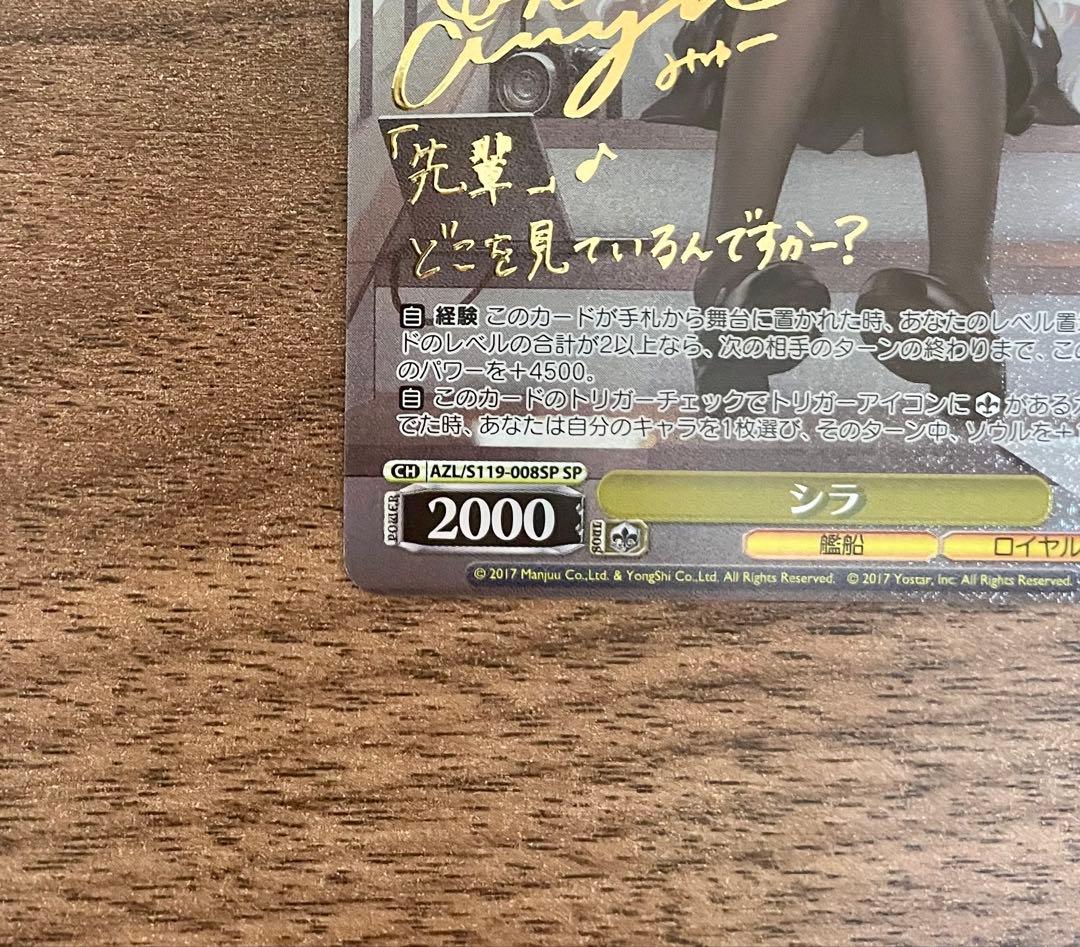 みゅー
「先輩」♪
どこを見ているんですかー?
自 経験 このカードが手札から舞台に置かれた時、あなたのレベル置
ドのレベルの合計が2以上なら、次の相手のターンの終わりまで、こ
のパワーを+4500。
自 このカードのトリガーチェックでトリガーアイコンに がある
でた時、あなたは自分のキャラを1枚選び、そのターン中、ソウルを+
CH AZL/S119-008SP SP
POWER 2000 SOUL シラ
艦船 ロイヤル
© 2017 Manjuu Co.,Ltd. & YongShi Co.,Ltd. All Rights Reserved. © 2017 Yostar, Inc. All Rights Reserved.